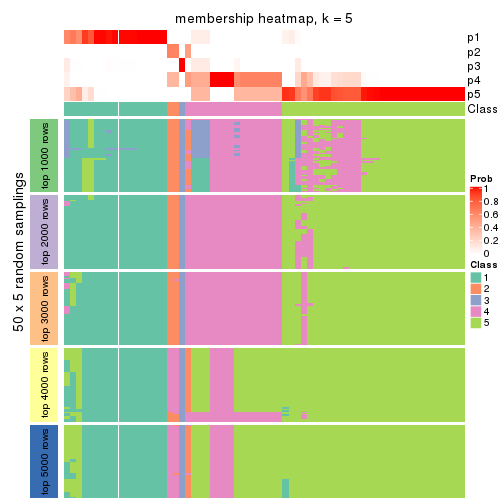 membership heatmap, k = 5
p1
p2
p3
p4
p5
Class
50 x 5 random samplings
top 1000 rows
top 2000 rows
top 3000 rows
top 4000 rows
top 5000 rows
Prob
1
0.8
0.6
0.4
0.2
0
Class
1
2
3
4
5